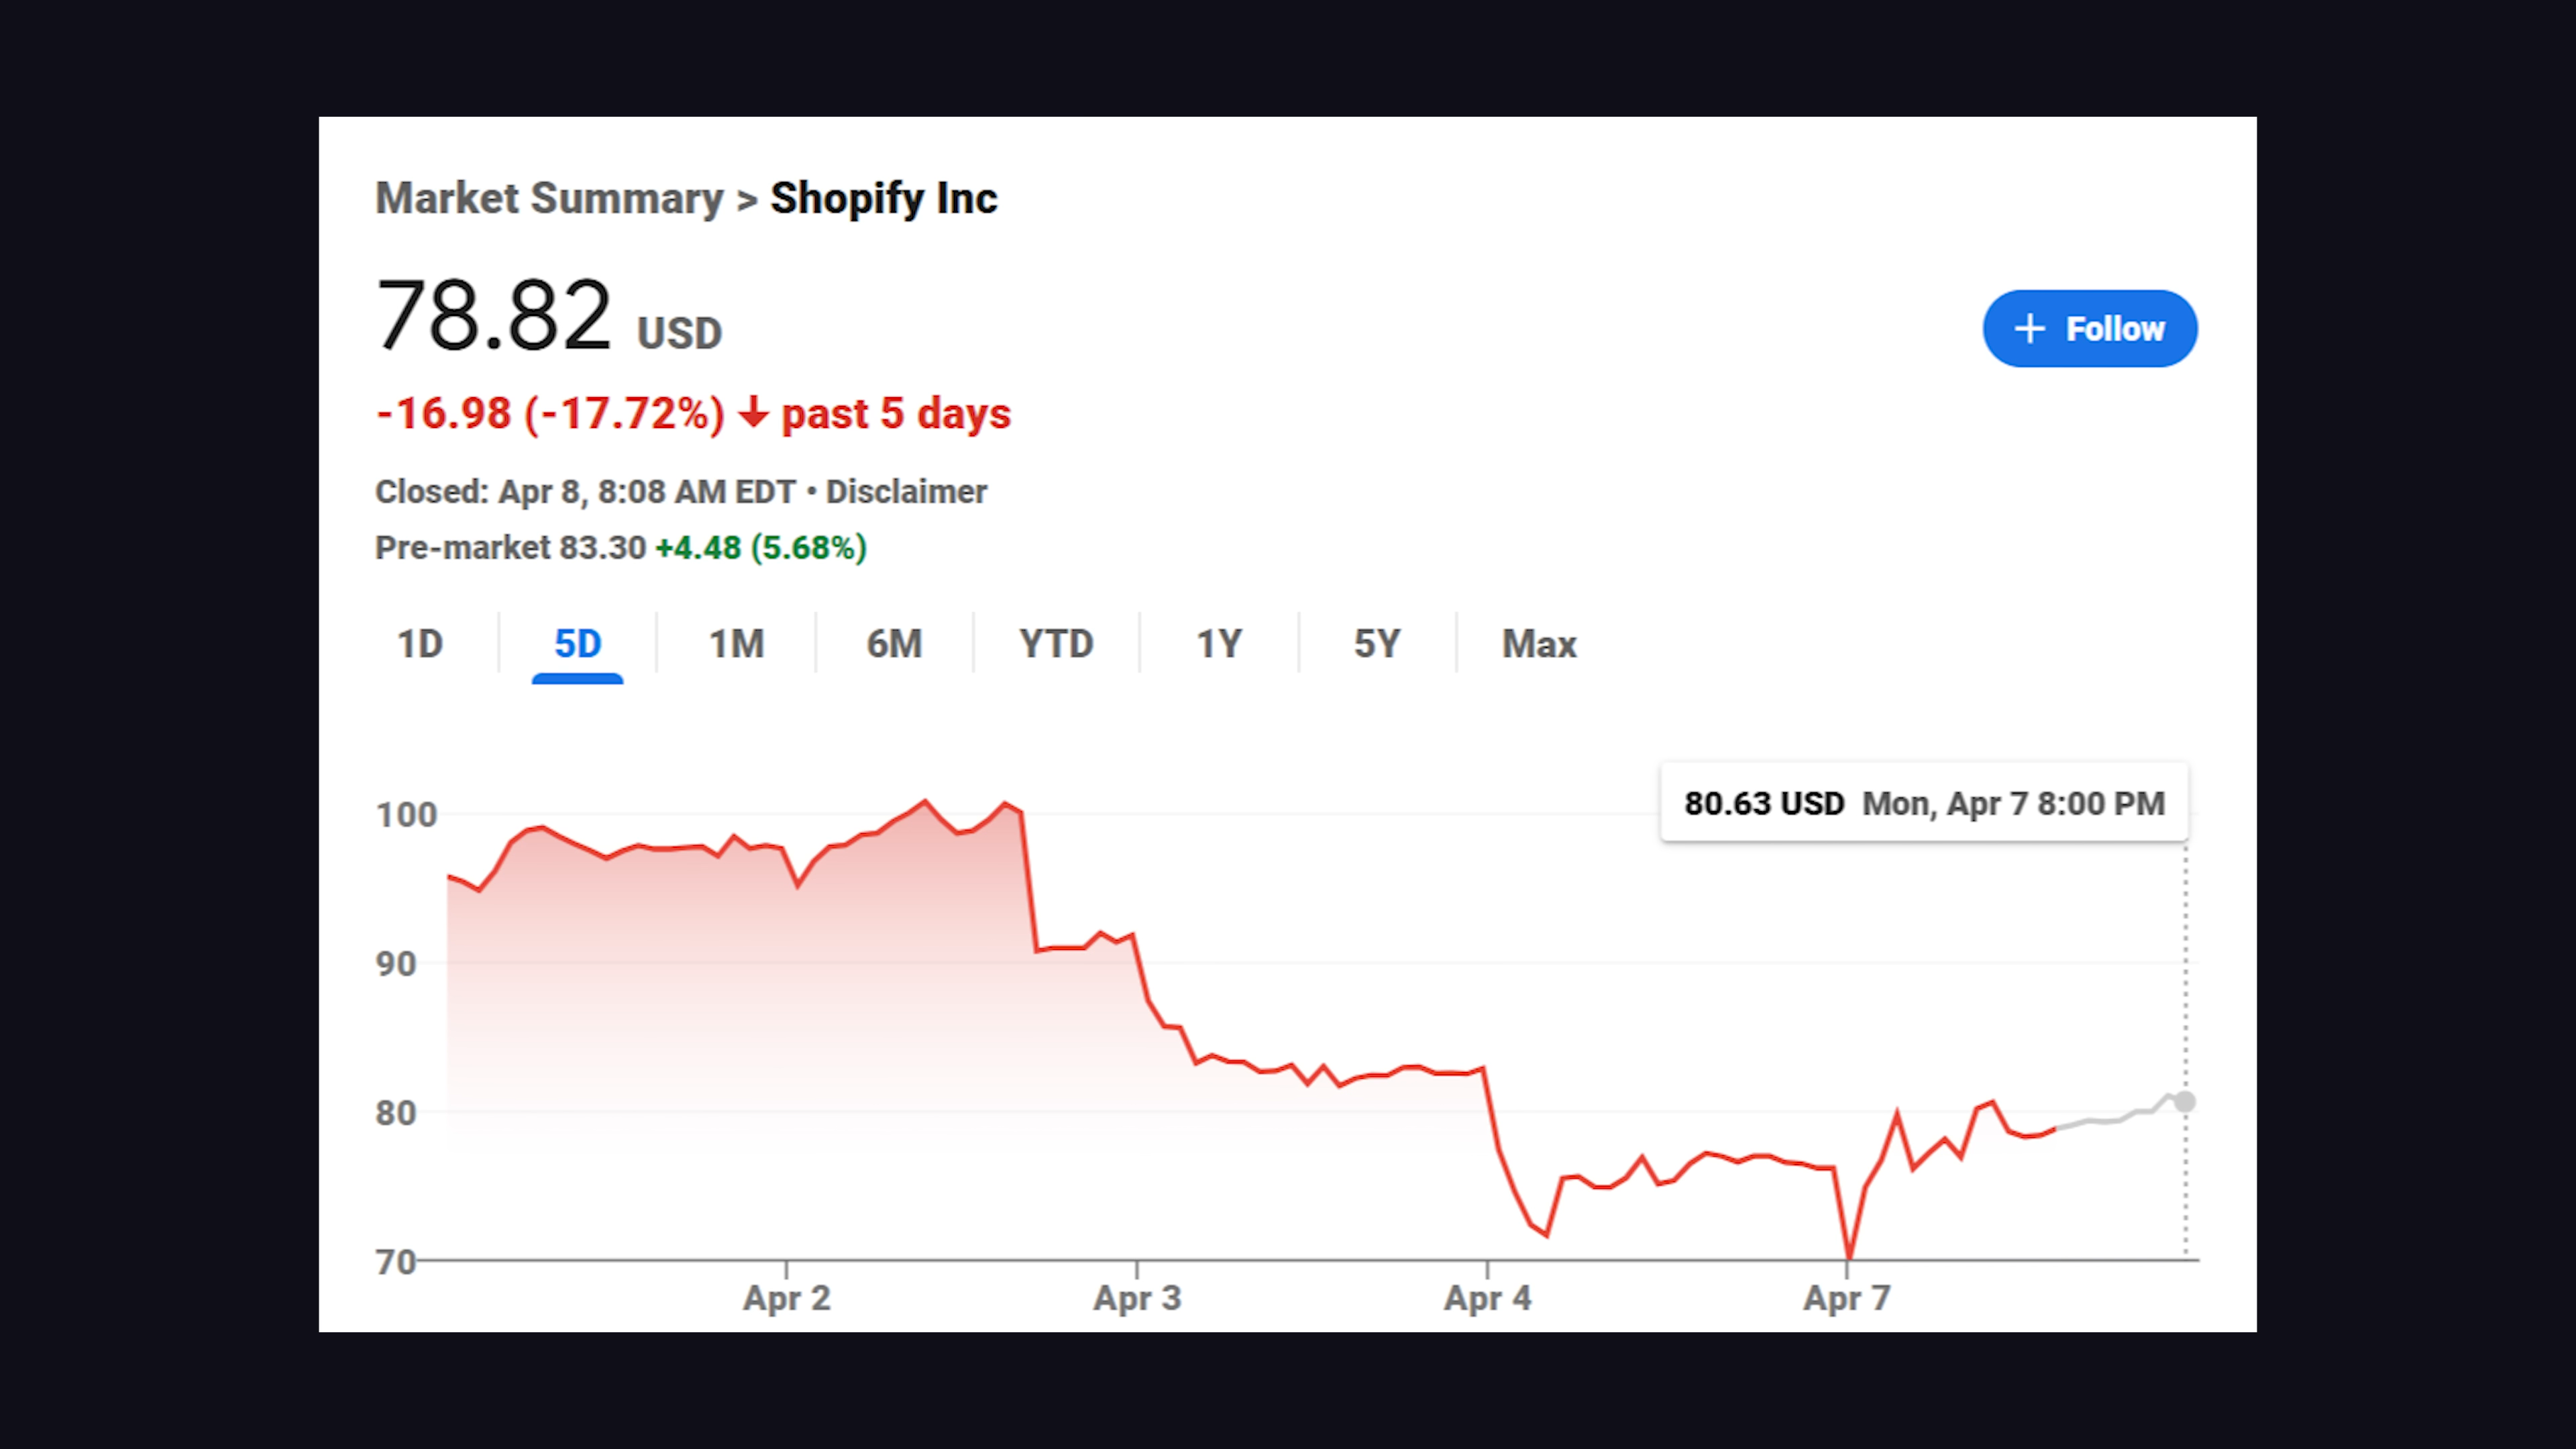 Market Summary > Shopify Inc
78.82 USD
+ Follow
-16.98 (-17.72%) ↓ past 5 days
Closed: Apr 8, 8:08 AM EDT • Disclaimer
Pre-market 83.30 +4.48 (5.68%)
1D 5D 1M 6M YTD 1Y 5Y Max
80.63 USD Mon, Apr 7 8:00 PM
100
90
80
70
Apr 2 Apr 3 Apr 4 Apr 7